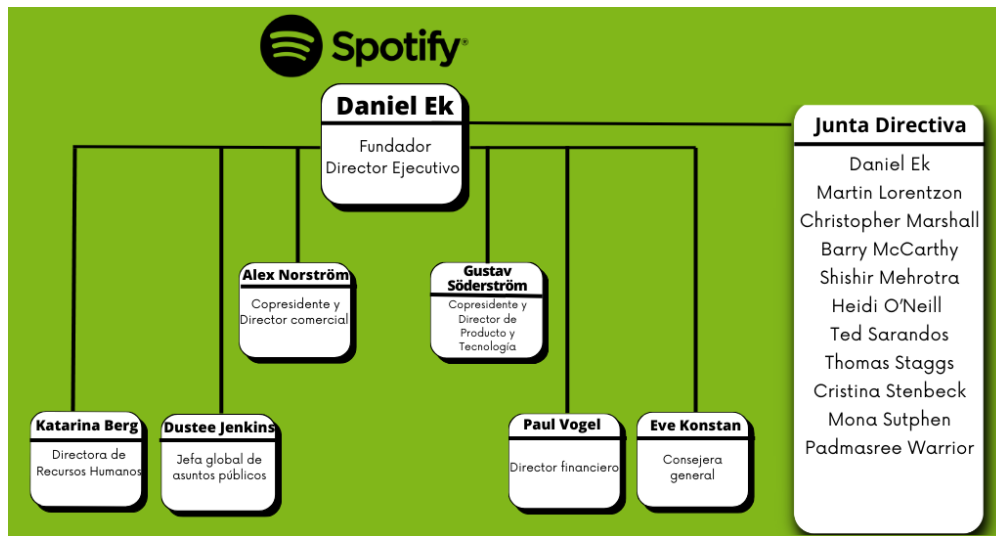 Spotify®
Daniel Ek
Fundador
Director Ejecutivo
Junta Directiva
Daniel Ek
Martin Lorentzon
Christopher Marshall
Barry McCarthy
Shishir Mehrotra
Heidi O’Neill
Ted Sarandos
Thomas Staggs
Cristina Stenbeck
Mona Sutphen
Padmasree Warrior
Alex Norström
Copresidente y
Director comercial
Gustav
Söderström
Copresidente y
Director de
Producto y
Tecnología
Katarina Berg
Directora de
Recursos Humanos
Dustee Jenkins
Jefa global de
asuntos públicos
Paul Vogel
Director financiero
Eve Konstan
Consejera
general